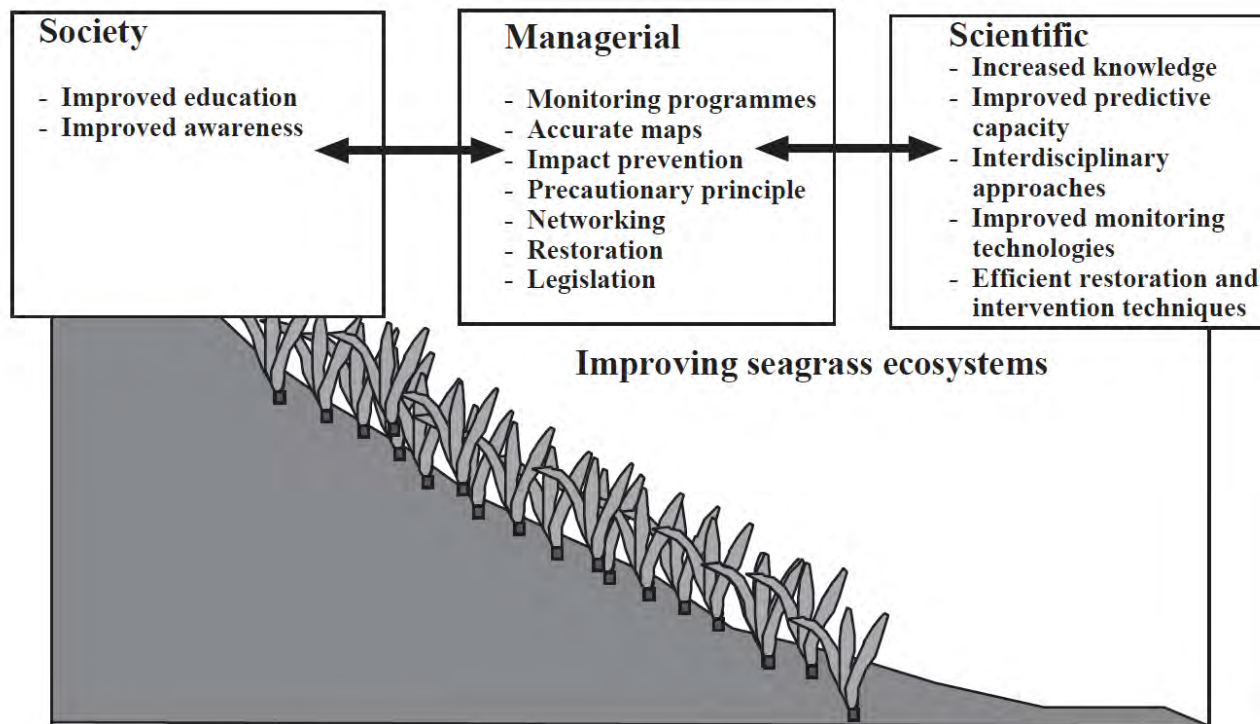 Society
- Improved education
- Improved awareness
Managerial
- Monitoring programmes
- Accurate maps
- Impact prevention
- Precautionary principle
- Networking
- Restoration
- Legislation
Scientific
- Increased knowledge
- Improved predictive
capacity
- Interdisciplinary
approaches
- Improved monitoring
technologies
- Efficient restoration and
intervention techniques
Improving seagrass ecosystems